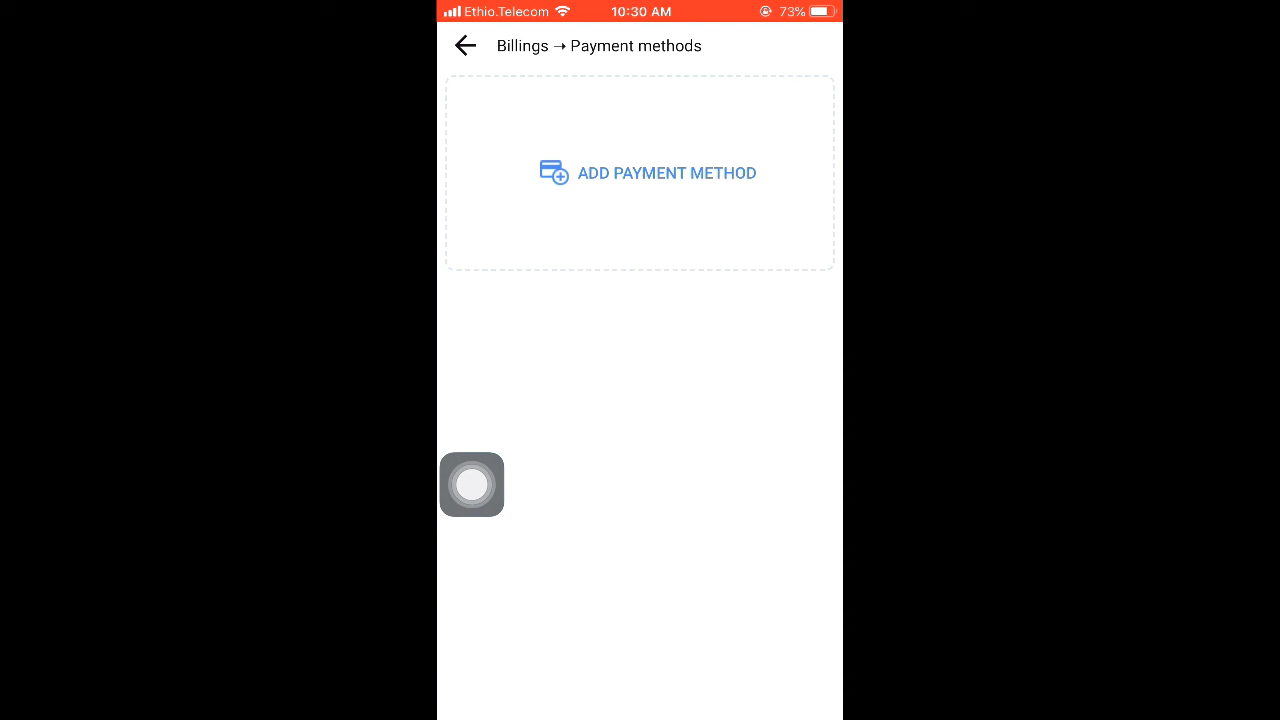 Ethio.Telecom 10:30 AM 73%
Billings → Payment methods
ADD PAYMENT METHOD